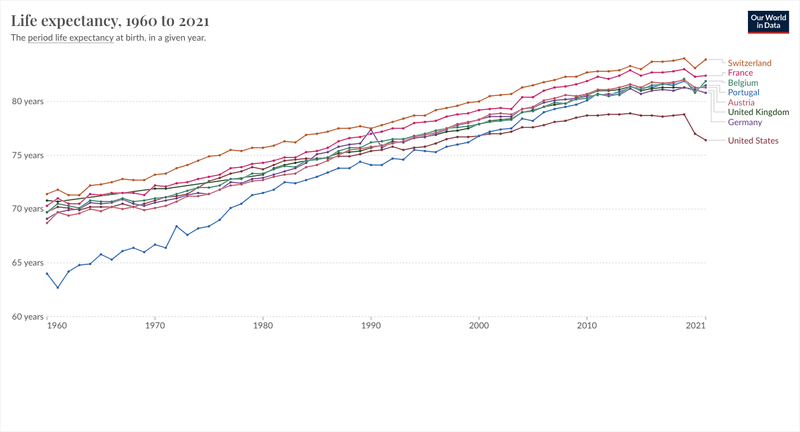 Life expectancy, 1960 to 2021
Our World
in Data
The period life expectancy at birth, in a given year.
Switzerland
France
Belgium
Portugal
Austria
United Kingdom
Germany
United States
80 years
75 years
70 years
65 years
60 years
1960
1970
1980
1990
2000
2010
2021